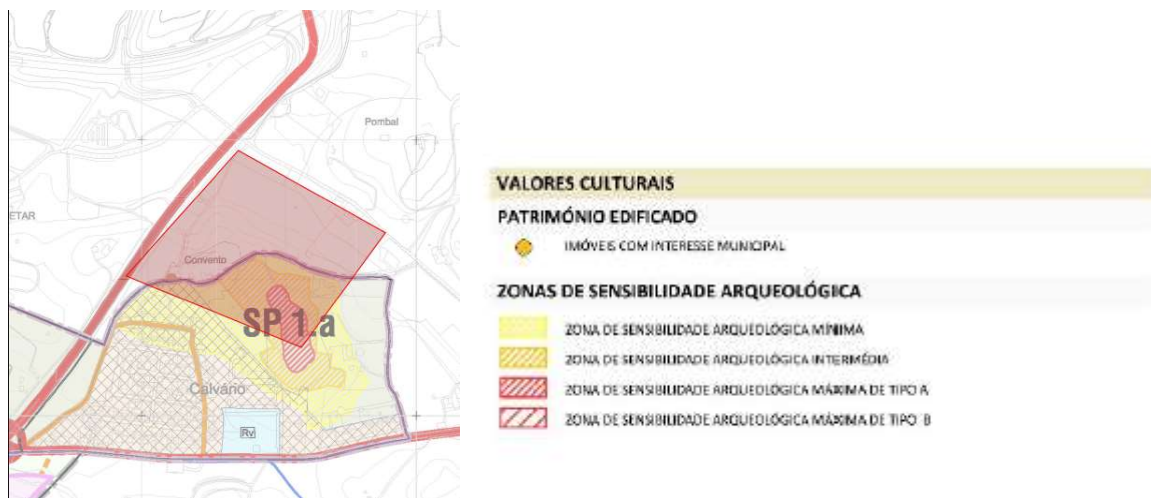 Pombal
ETAR
Convento
SP 1.a
Calvário
Rv
VALORES CULTURAIS
PATRIMÓNIO EDIFICADO
IMÓVEIS COM INTERESSE MUNICIPAL
ZONAS DE SENSIBILIDADE ARQUEOLÓGICA
ZONA DE SENSIBILIDADE ARQUEOLÓGICA MÍNIMA
ZONA DE SENSIBILIDADE ARQUEOLÓGICA INTERMÉDIA
ZONA DE SENSIBILIDADE ARQUEOLÓGICA MÁXIMA DE TIPO A
ZONA DE SENSIBILIDADE ARQUEOLÓGICA MÁXIMA DE TIPO B